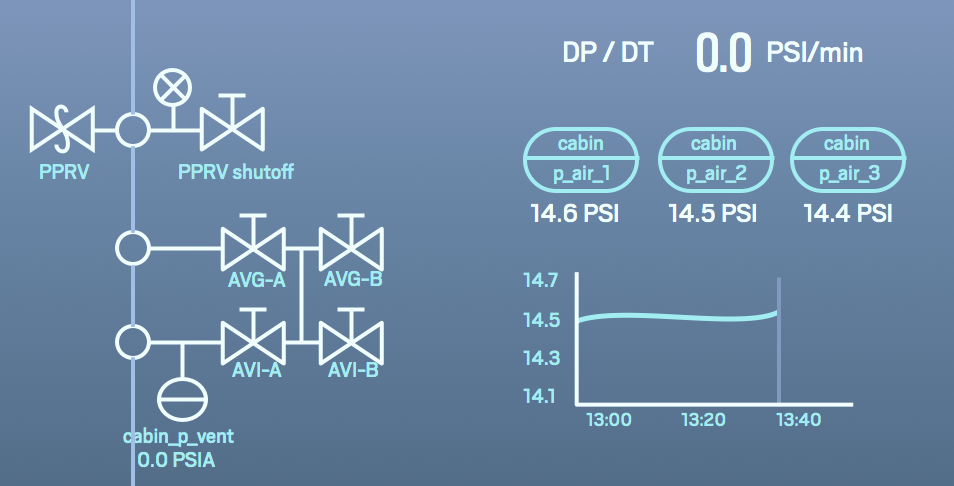 DP / DT 0.0 PSI/min
PPRV
PPRV shutoff
cabin
p_air_1
14.6 PSI
cabin
p_air_2
14.5 PSI
cabin
p_air_3
14.4 PSI
AVG-A
AVG-B
AVI-A
AVI-B
cabin_p_vent
0.0 PSIA
14.7
14.5
14.3
14.1
13:00 13:20 13:40